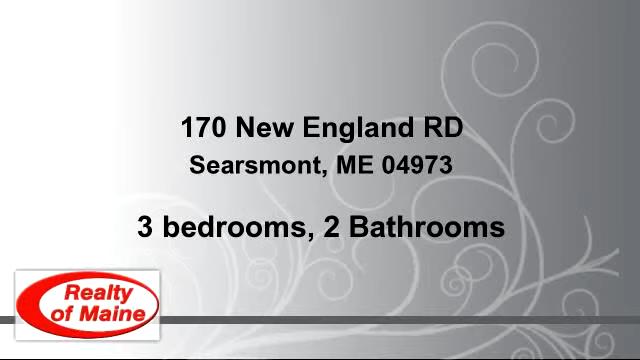 170 New England RD
Searsmont, ME 04973
3 bedrooms, 2 Bathrooms
Realty
of Maine